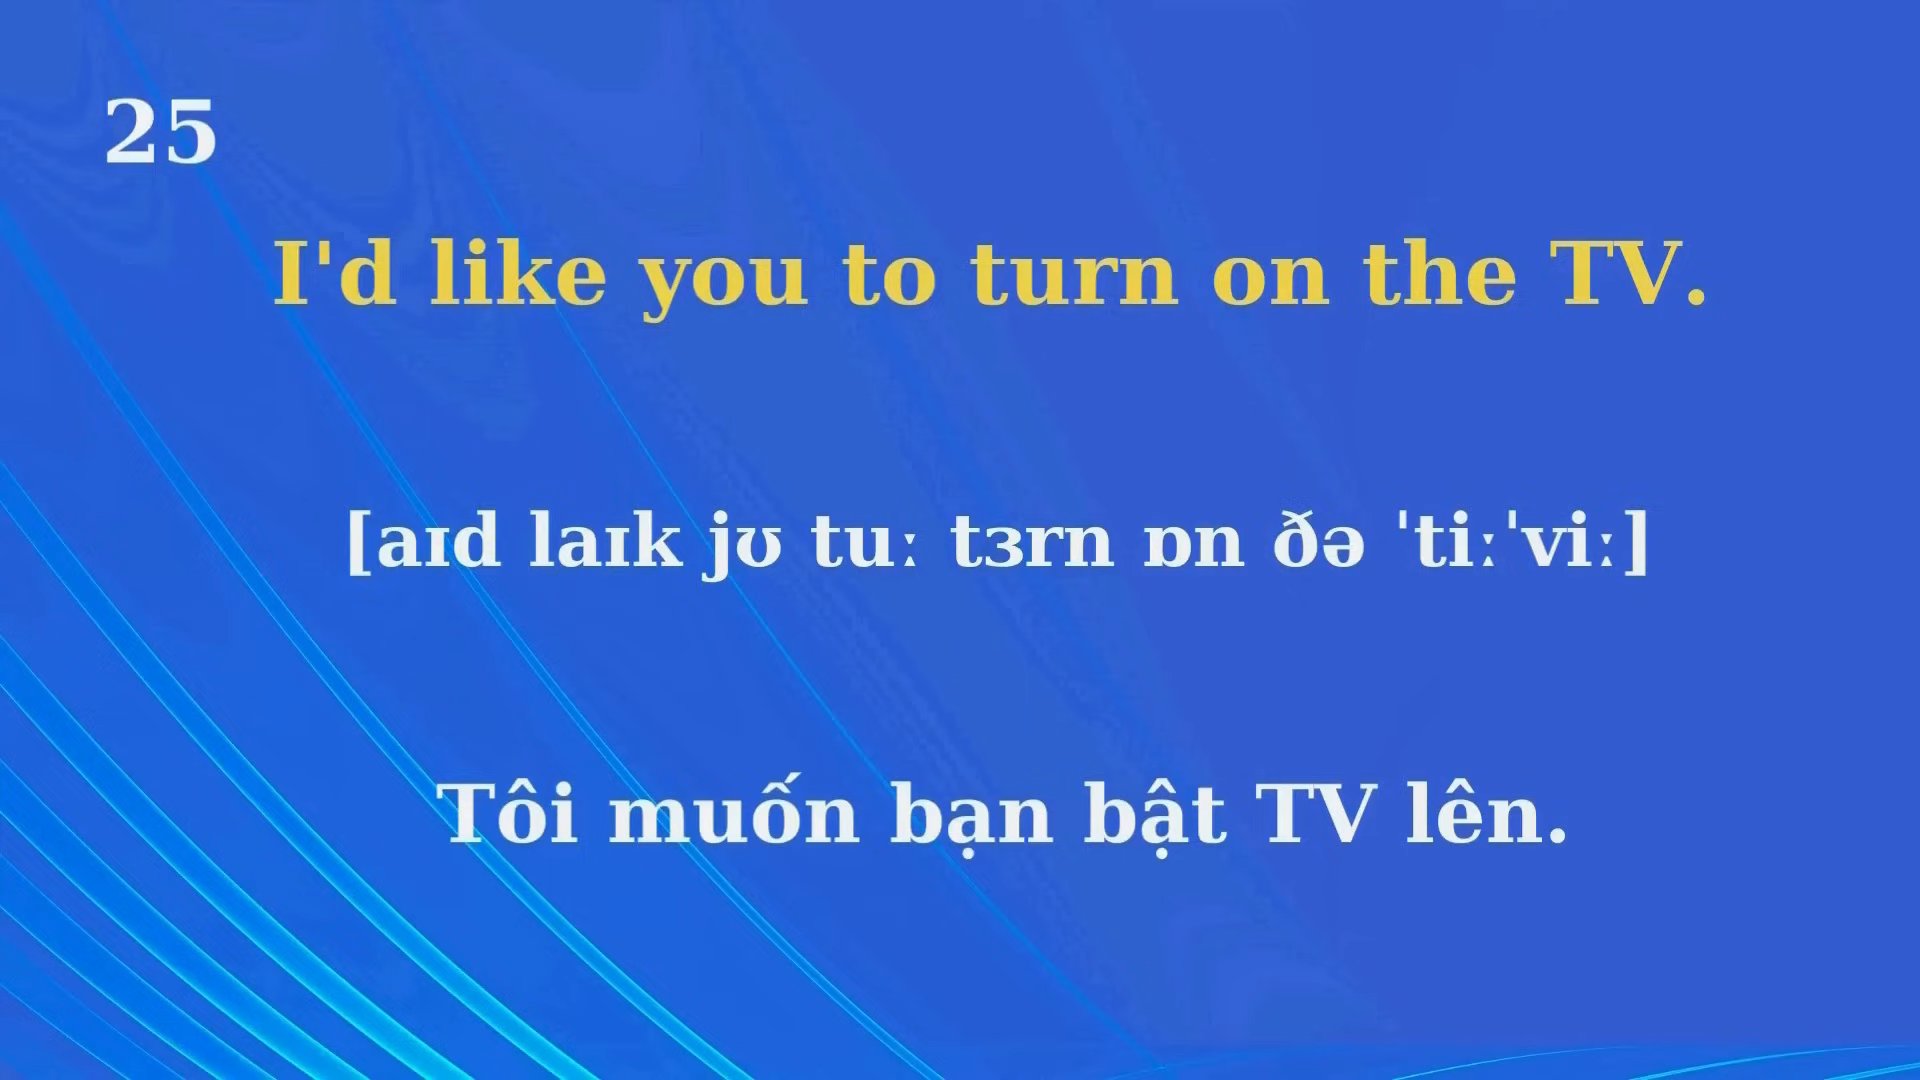 25
I'd like you to turn on the TV.
[aɪd laɪk jʊ tuː tɜrn ɒn ðə ˈtiːˈviː]
Tôi muốn bạn bật TV lên.